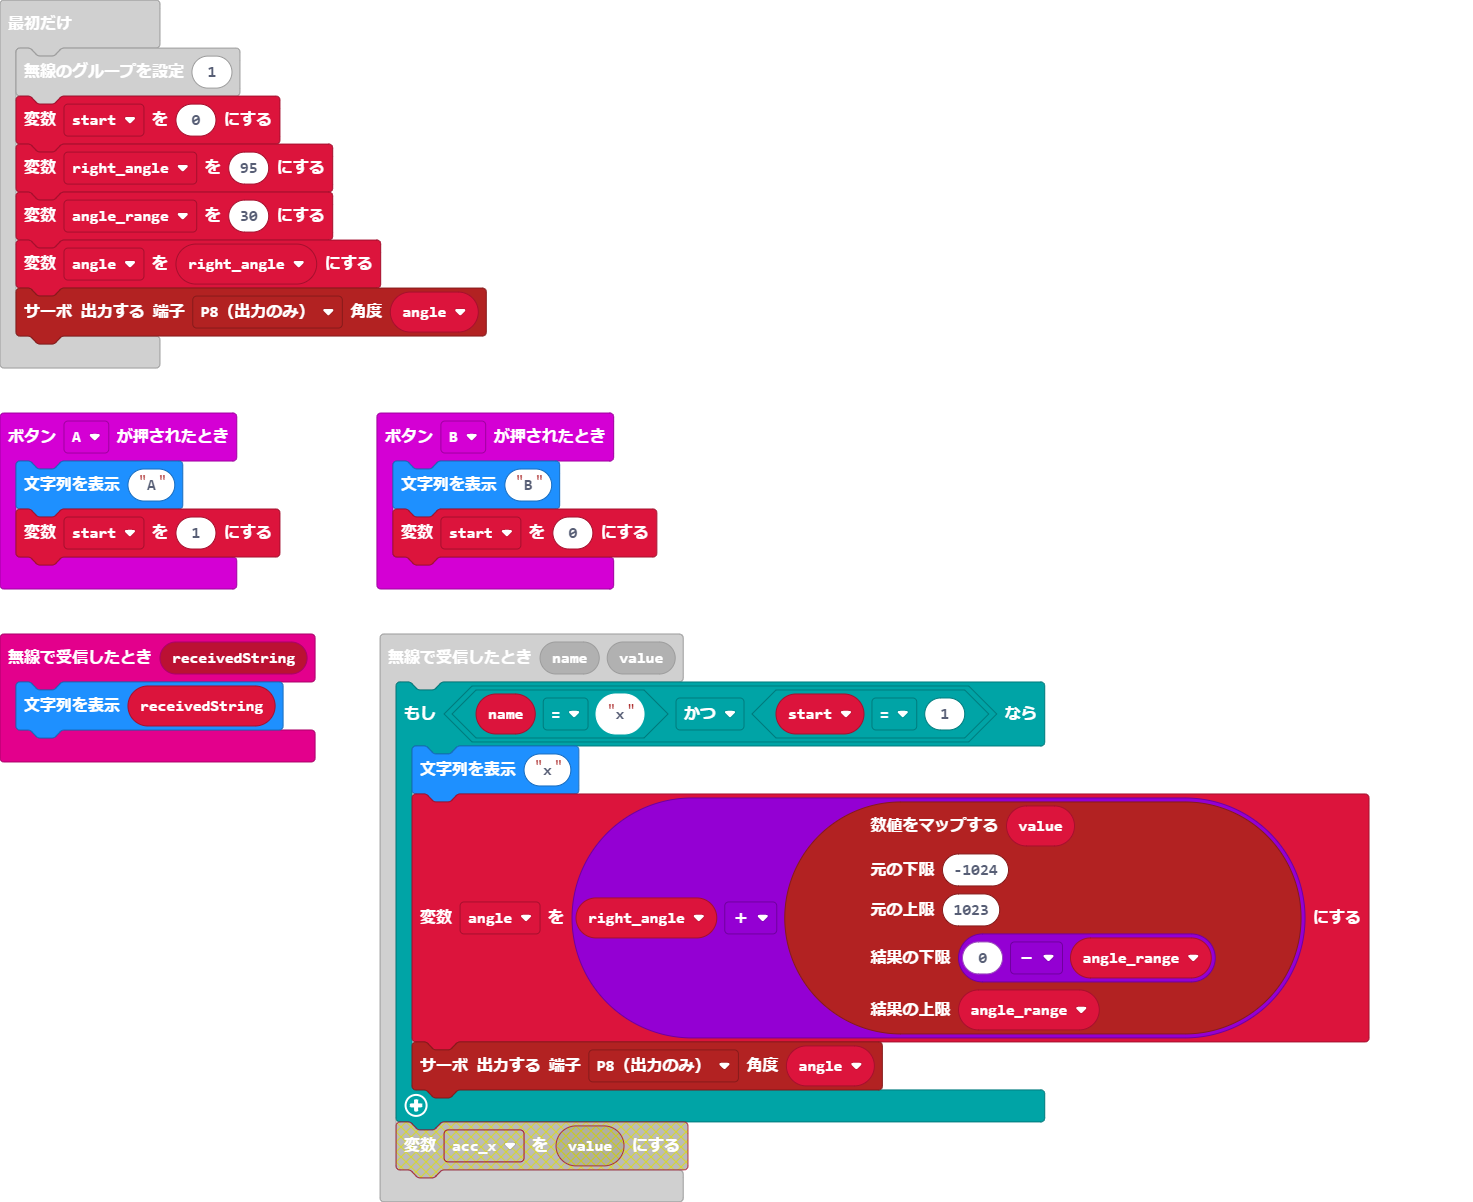 最初だけ
無線のグループを設定 1
変数 start を 0 にする
変数 right_angle を 95 にする
変数 angle_range を 30 にする
変数 angle を right_angle にする
サーボ 出力する 端子 P8（出力のみ） 角度 angle
ボタン A が押されたとき
文字列を表示 "A"
変数 start を 1 にする
ボタン B が押されたとき
文字列を表示 "B"
変数 start を 0 にする
無線で受信したとき receivedString
文字列を表示 receivedString
無線で受信したとき name value
もし name = "x" かつ start = 1 なら
文字列を表示 "x"
変数 angle を right_angle + 数値をマップする value
元の下限 -1024
元の上限 1023
結果の下限 0 - angle_range
結果の上限 angle_range
にする
サーボ 出力する 端子 P8（出力のみ） 角度 angle
変数 acc_x を value にする